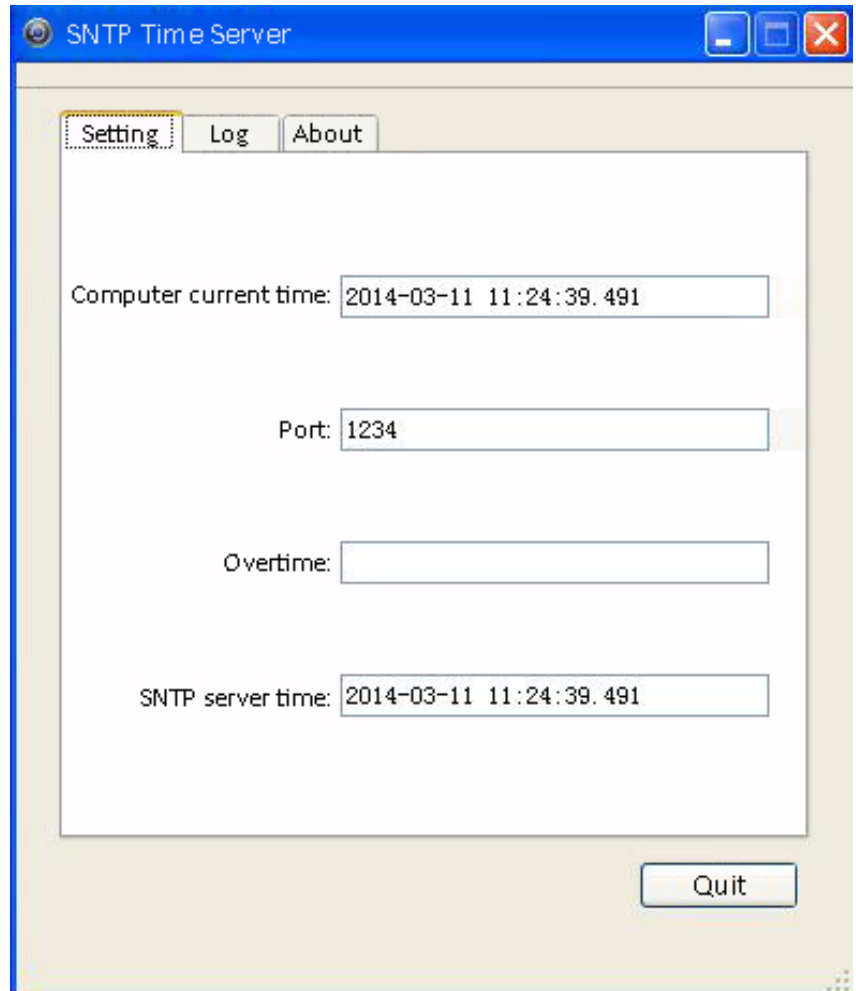 SNTP Time Server
Setting Log About
Computer current time: 2014-03-11 11:24:39.491
Port: 1234
Overtime:
SNTP server time: 2014-03-11 11:24:39.491
Quit